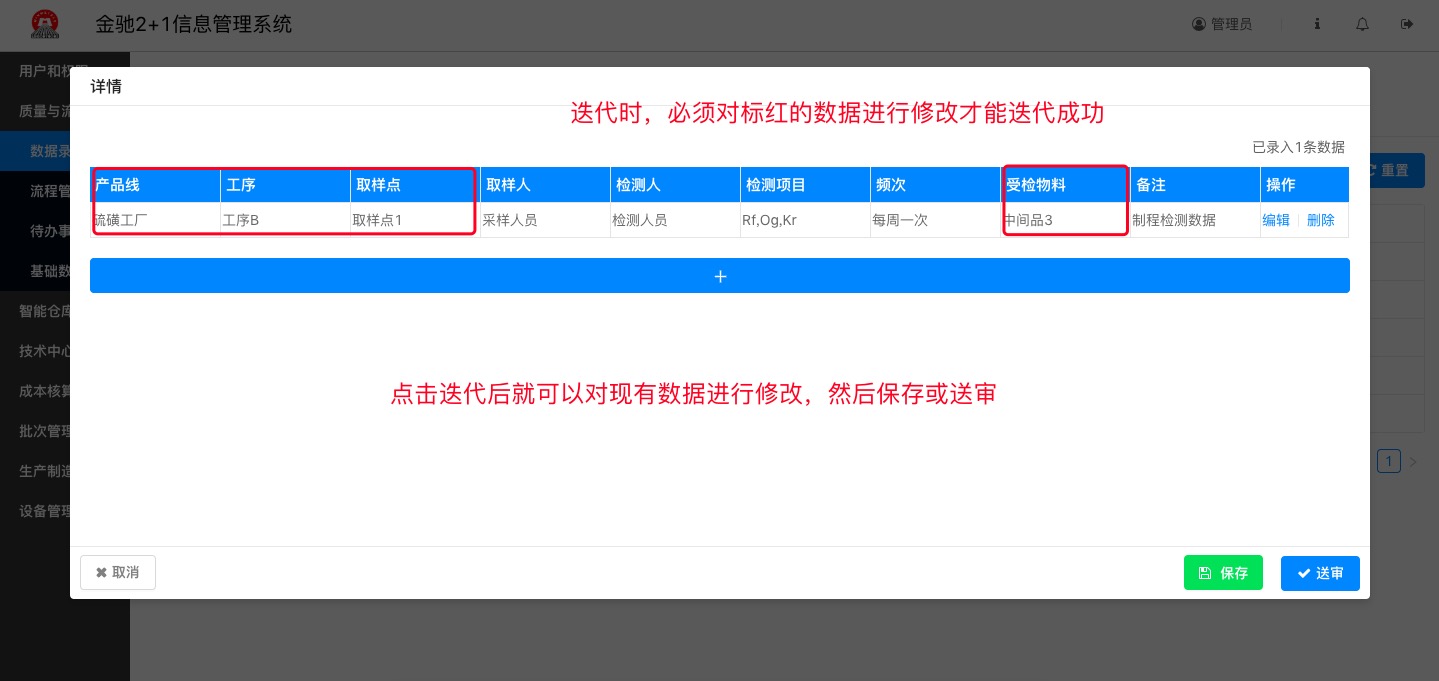 金驰2+1信息管理系统
管理员
用户和权限
质量与流
数据录
流程管
待办事
基础数
智能仓库
技术中心
成本核算
批次管理
生产制造
设备管理
详情
迭代时，必须对标红的数据进行修改才能迭代成功
已录入1条数据
重置
产品线 工序 取样点 取样人 检测人 检测项目 频次 受检物料 备注 操作
硫磺工厂 工序B 取样点1 采样人员 检测人员 Rf,Og,Kr 每周一次 中间品3 制程检测数据 编辑 删除
+
点击迭代后就可以对现有数据进行修改，然后保存或送审
1
取消
保存
送审